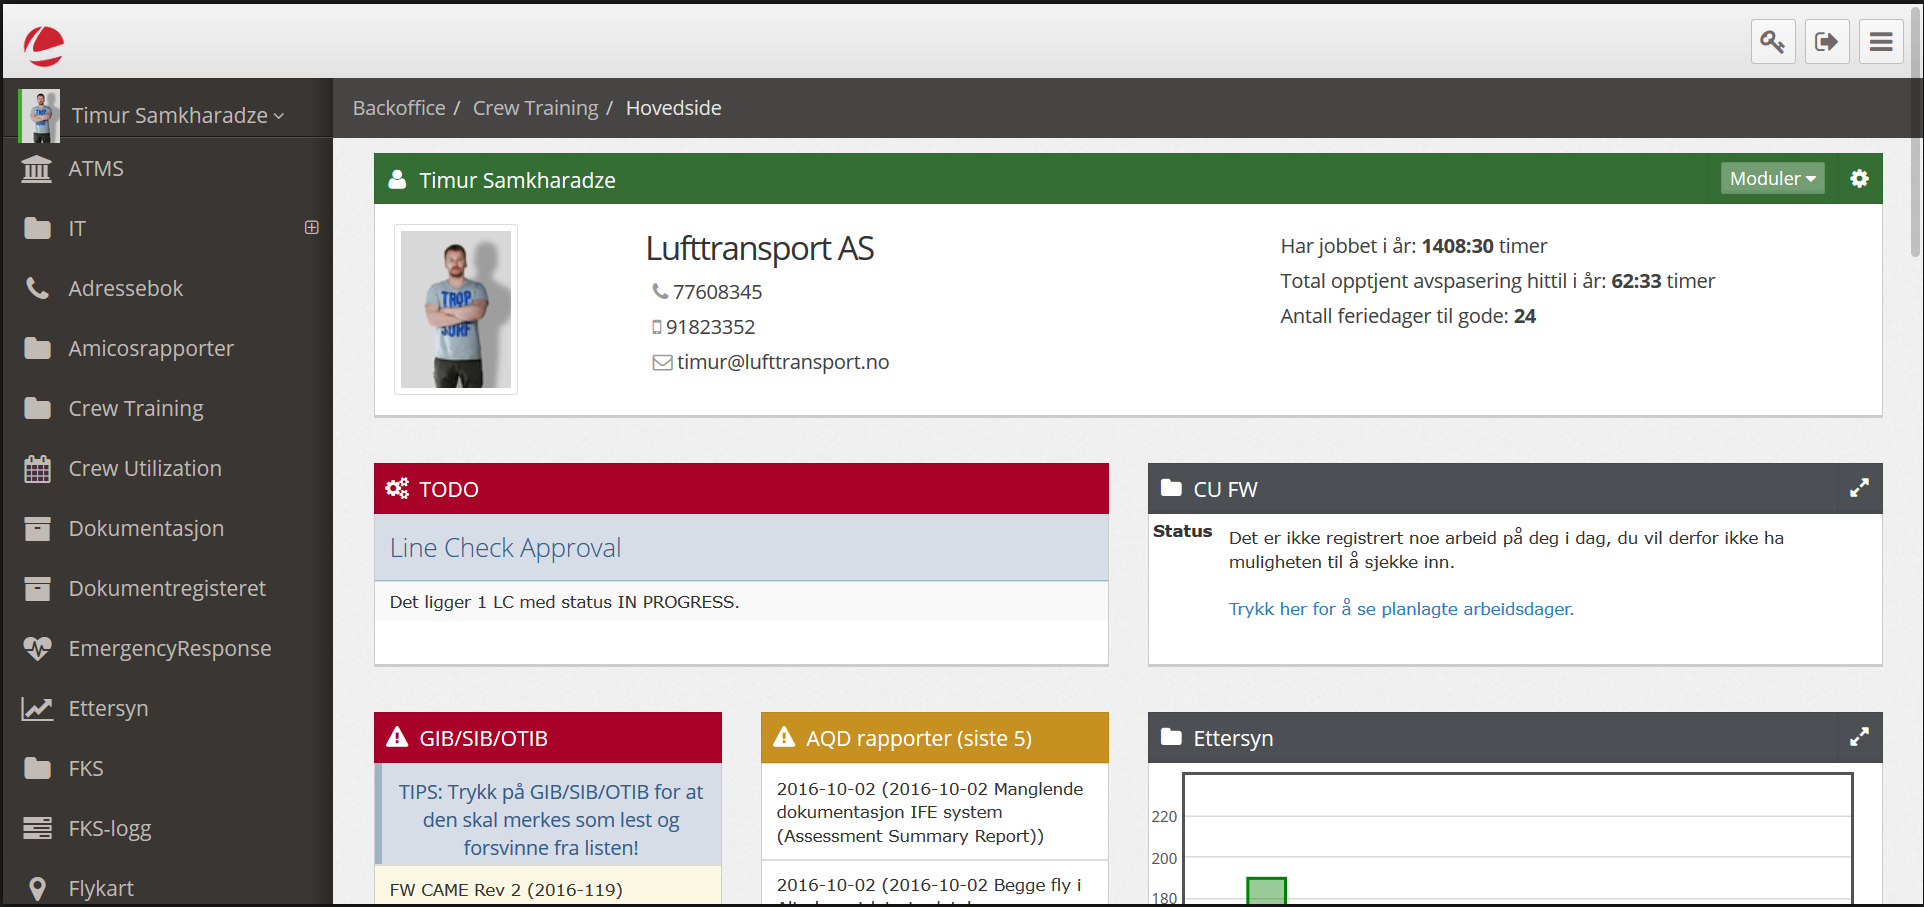 Timur Samkharadze
ATMS
IT
Adressebok
Amicosrapporter
Crew Training
Crew Utilization
Dokumentasjon
Dokumentregisteret
EmergencyResponse
Ettersyn
FKS
FKS-logg
Flykart
Backoffice / Crew Training / Hovedside
Timur Samkharadze
Moduler
TROP
SURF
Lufttransport AS
77608345
91823352
timur@lufttransport.no
Har jobbet i år: 1408:30 timer
Total opptjent avspasering hittil i år: 62:33 timer
Antall feriedager til gode: 24
TODO
Line Check Approval
Det ligger 1 LC med status IN PROGRESS.
CU FW
Status
Det er ikke registrert noe arbeid på deg i dag, du vil derfor ikke ha
muligheten til å sjekke inn.
Trykk her for å se planlagte arbeidsdager.
GIB/SIB/OTIB
TIPS: Trykk på GIB/SIB/OTIB for at
den skal merkes som lest og
forsvinne fra listen!
FW CAME Rev 2 (2016-119)
AQD rapporter (siste 5)
2016-10-02 (2016-10-02 Manglende
dokumentasjon IFE system
(Assessment Summary Report))
2016-10-02 (2016-10-02 Begge fly i
Ettersyn
220
200
180